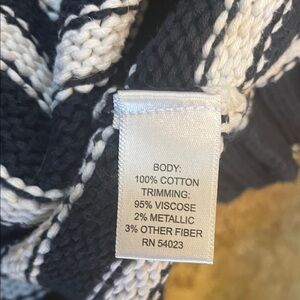 BODY:
100% COTTON
TRIMMING:
95% VISCOSE
2% METALLIC
3% OTHER FIBER
RN 54023